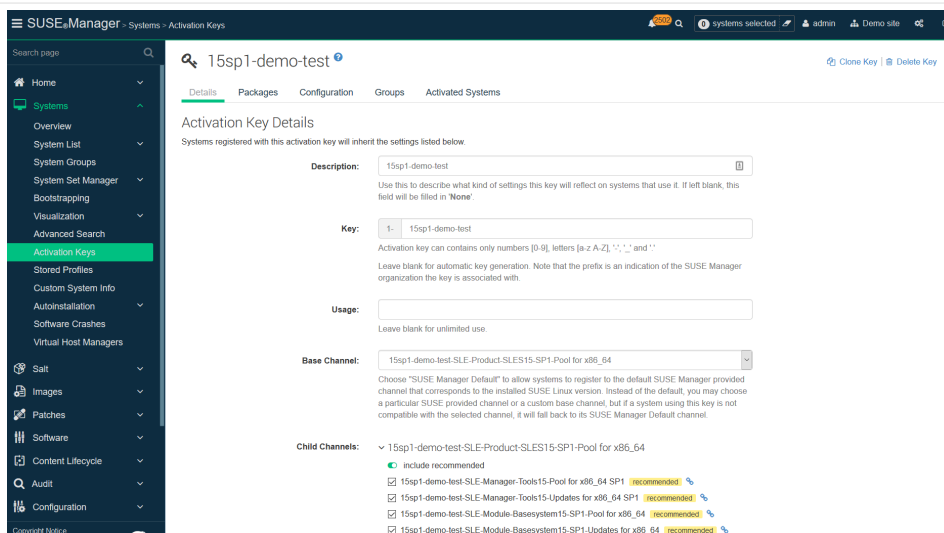 SUSE®Manager > Systems > Activation Keys
2502
0 systems selected
admin
Demo site
Search page
Home
Systems
Overview
System List
System Groups
System Set Manager
Bootstrapping
Visualization
Advanced Search
Activation Keys
Stored Profiles
Custom System Info
Autoinstallation
Software Crashes
Virtual Host Managers
Salt
Images
Patches
Software
Content Lifecycle
Audit
Configuration
Copyright Notice
15sp1-demo-test ?
Clone Key | Delete Key
Details Packages Configuration Groups Activated Systems
Activation Key Details
Systems registered with this activation key will inherit the settings listed below.
Description: 15sp1-demo-test
Use this to describe what kind of settings this key will reflect on systems that use it. If left blank, this
field will be filled in 'None'.
Key: 1- 15sp1-demo-test
Activation key can contains only numbers [0-9], letters [a-z A-Z], '-', '_' and '.'
Leave blank for automatic key generation. Note that the prefix is an indication of the SUSE Manager
organization the key is associated with.
Usage:
Leave blank for unlimited use.
Base Channel: 15sp1-demo-test-SLE-Product-SLES15-SP1-Pool for x86_64
Choose "SUSE Manager Default" to allow systems to register to the default SUSE Manager provided
channel that corresponds to the installed SUSE Linux version. Instead of the default, you may choose
a particular SUSE provided channel or a custom base channel, but if a system using this key is not
compatible with the selected channel, it will fall back to its SUSE Manager Default channel.
Child Channels: 15sp1-demo-test-SLE-Product-SLES15-SP1-Pool for x86_64
include recommended
15sp1-demo-test-SLE-Manager-Tools15-Pool for x86_64 SP1 recommended
15sp1-demo-test-SLE-Manager-Tools15-Updates for x86_64 SP1 recommended
15sp1-demo-test-SLE-Module-Basesystem15-SP1-Pool for x86_64 recommended
15sp1-demo-test-SLE-Module-Basesystem15-SP1-Updates for x86_64 recommended